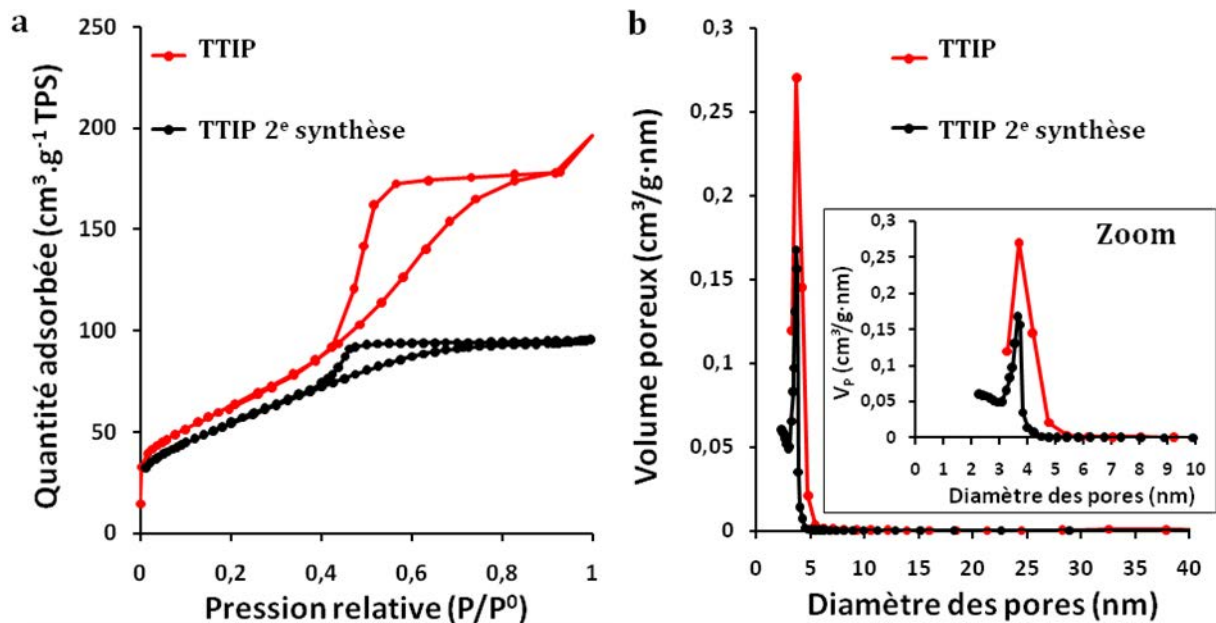 a
TTIP
TTIP 2e synthèse
Quantité adsorbée (cm³.g⁻¹ TPS)
250
200
150
100
50
0
0 0,2 0,4 0,6 0,8 1
Pression relative (P/P⁰)
b
TTIP
TTIP 2e synthèse
Volume poreux (cm³/g·nm)
0,3
0,25
0,2
0,15
0,1
0,05
0
0 5 10 15 20 25 30 35 40
Diamètre des pores (nm)
Zoom
V_P (cm³/g·nm)
0,3
0,25
0,2
0,15
0,1
0,05
0
0 1 2 3 4 5 6 7 8 9 10
Diamètre des pores (nm)